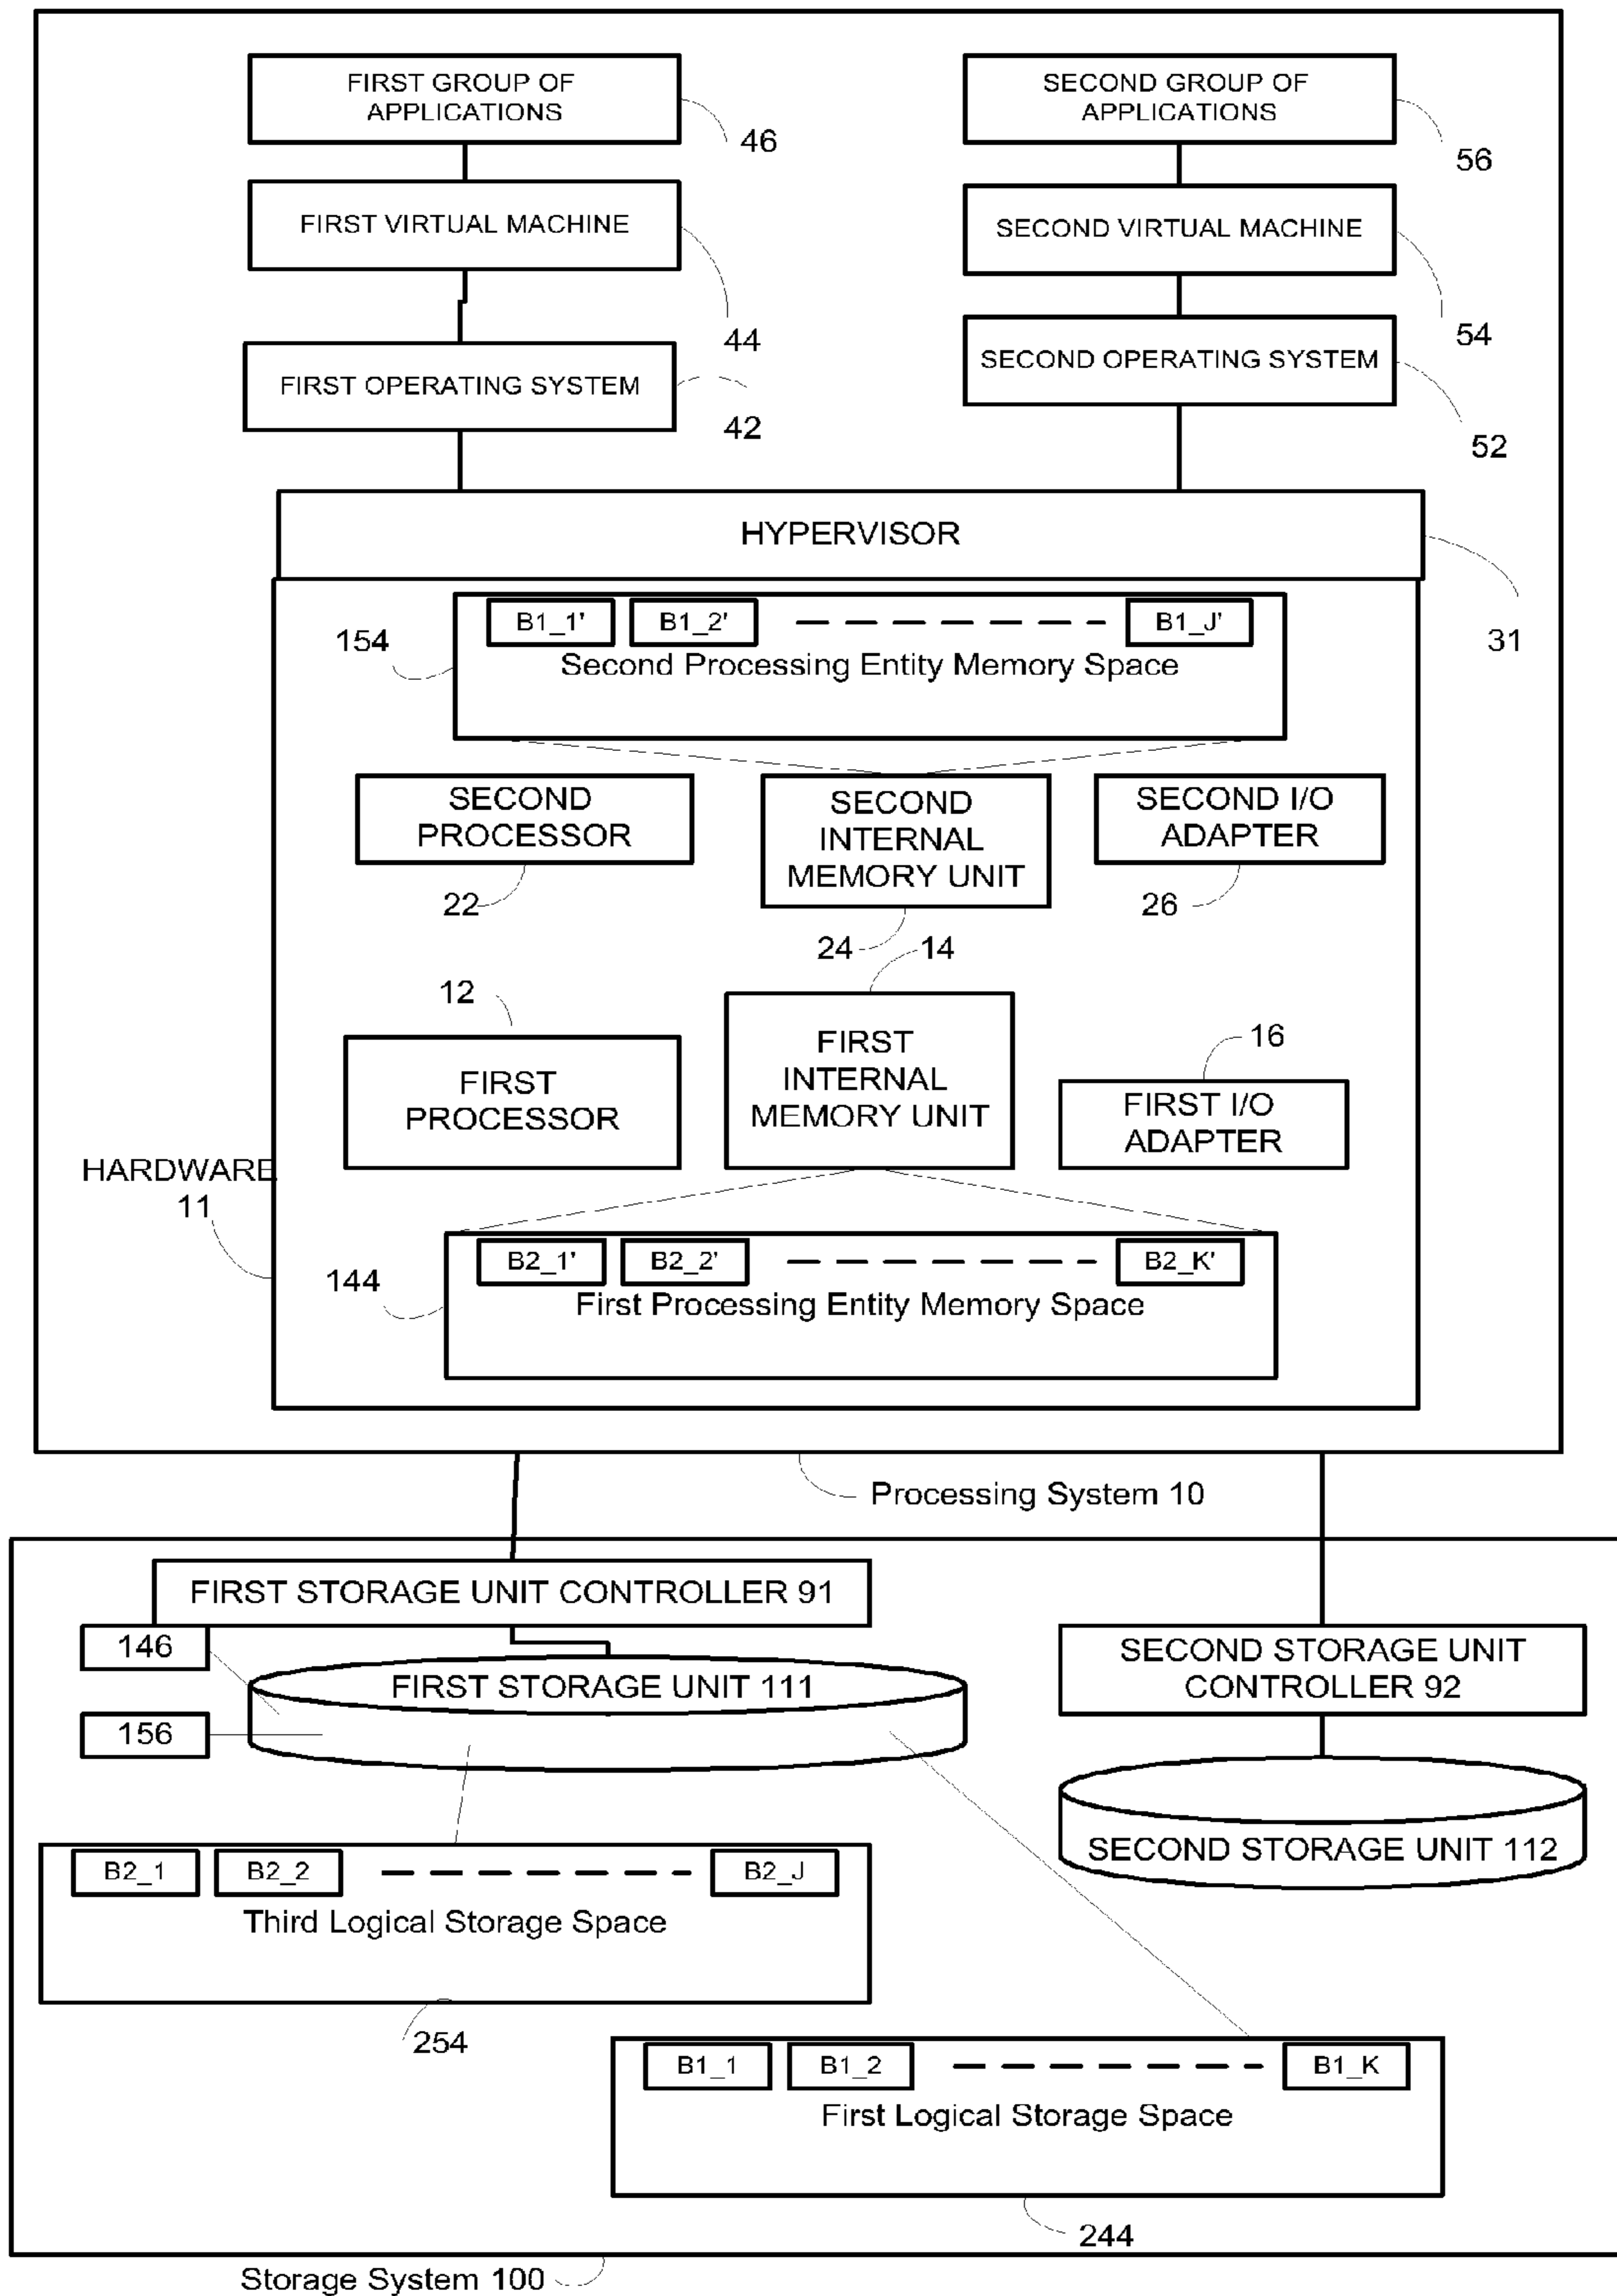 FIRST GROUP OF
APPLICATIONS
46
SECOND GROUP OF
APPLICATIONS
56
FIRST VIRTUAL MACHINE
44
SECOND VIRTUAL MACHINE
54
FIRST OPERATING SYSTEM
42
SECOND OPERATING SYSTEM
52
HYPERVISOR
31
B1_1'
B1_2'
B1_J'
154
Second Processing Entity Memory Space
SECOND
PROCESSOR
22
SECOND
INTERNAL
MEMORY UNIT
24
SECOND I/O
ADAPTER
26
14
12
FIRST
PROCESSOR
FIRST
INTERNAL
MEMORY UNIT
16
FIRST I/O
ADAPTER
HARDWARE
11
144
B2_1'
B2_2'
B2_K'
First Processing Entity Memory Space
Processing System 10
FIRST STORAGE UNIT CONTROLLER 91
146
156
FIRST STORAGE UNIT 111
SECOND STORAGE UNIT
CONTROLLER 92
SECOND STORAGE UNIT 112
B2_1
B2_2
B2_J
Third Logical Storage Space
254
B1_1
B1_2
B1_K
First Logical Storage Space
244
Storage System 100